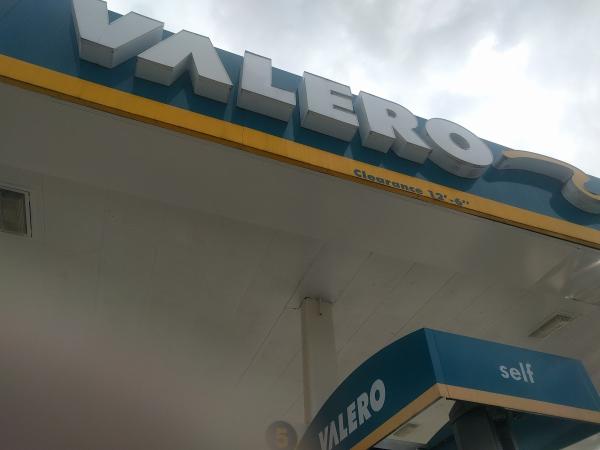 VALERO
Clearance 12'-6"
self
VALERO
5